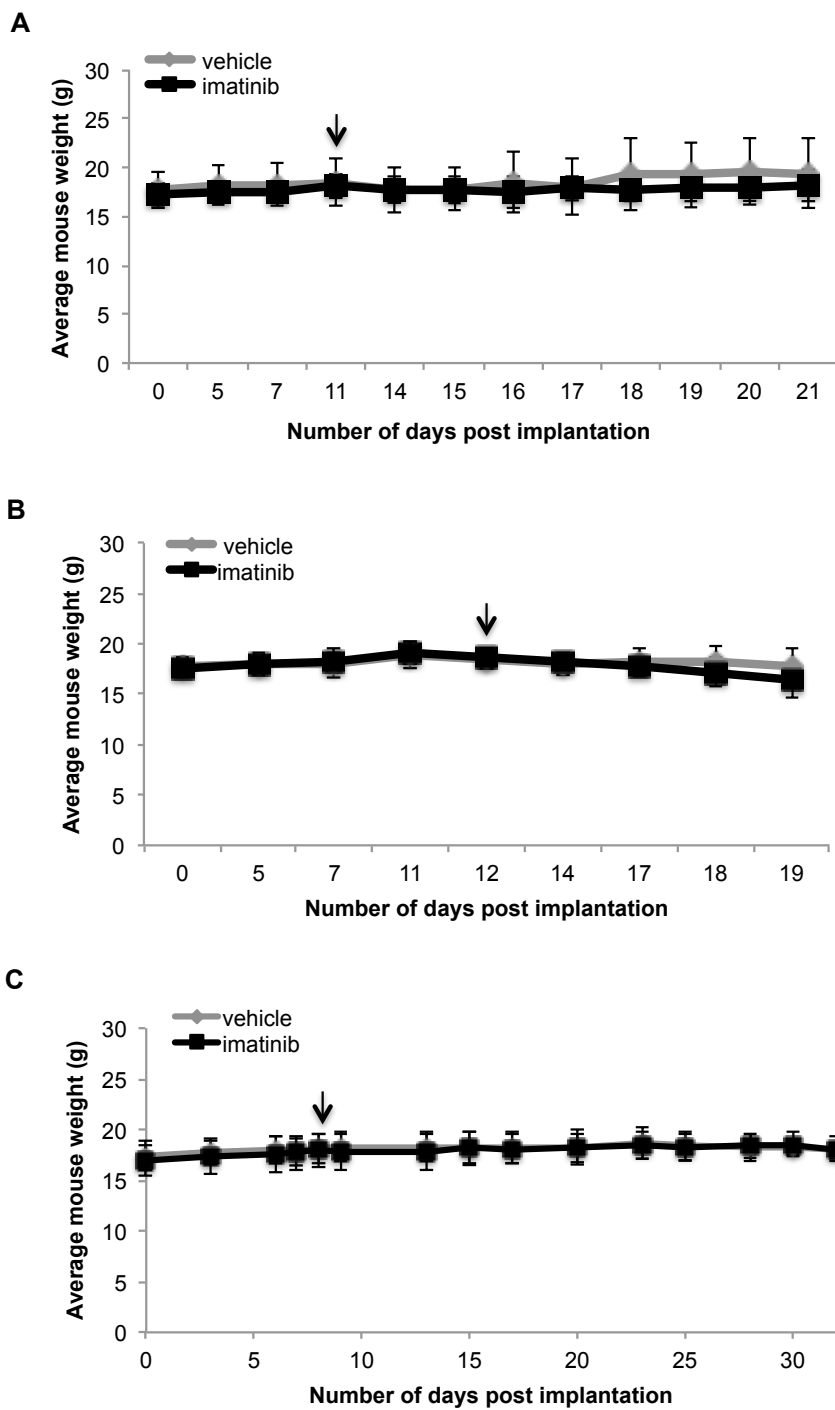 A
vehicle
imatinib
Average mouse weight (g)
30
25
20
15
10
5
0
0 5 7 11 14 15 16 17 18 19 20 21
Number of days post implantation
B
vehicle
imatinib
Average mouse weight (g)
30
25
20
15
10
5
0
0 5 7 11 12 14 17 18 19
Number of days post implantation
C
vehicle
imatinib
Average mouse weight (g)
30
25
20
15
10
5
0
0 5 10 15 20 25 30
Number of days post implantation